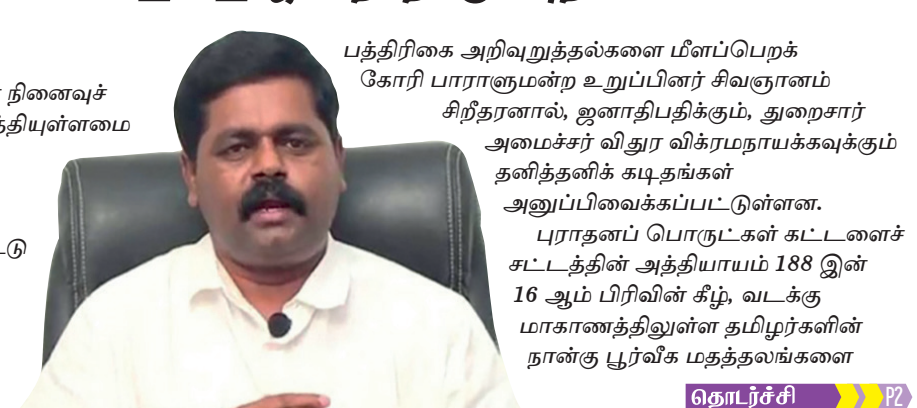 நினைவுச்
பத்திரிகை அறிவுறுத்தல்களை மீளப்பெறக்
கோரி பாராளுமன்ற உறுப்பினர் சிவஞானம்
சிறீதரனால், ஜனாதிபதிக்கும், துறைசார்
அமைச்சர் விதுர விக்ரமநாயக்கவுக்கும்
தனித்தனிக் கடிதங்கள்
அனுப்பிவைக்கப்பட்டுள்ளன.
புராதனப் பொருட்கள் கட்டளைச்
சட்டத்தின் அத்தியாயம் 188 இன்
16 ஆம் பிரிவின் கீழ், வடக்கு
மாகாணத்திலுள்ள தமிழர்களின்
நான்கு பூர்வீக மதத்தலங்களை
தொடர்ச்சி P2